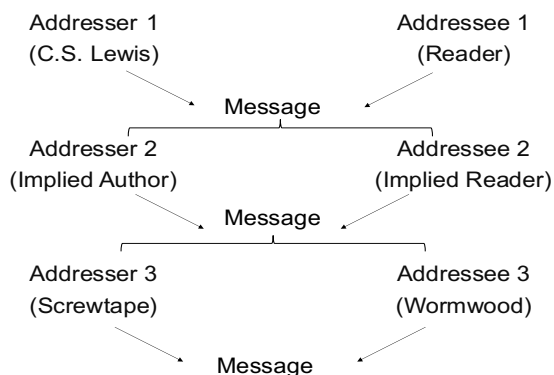 Addresser 1 Addressee 1
(C.S. Lewis) (Reader)
Message
Addresser 2 Addressee 2
(Implied Author) (Implied Reader)
Message
Addresser 3 Addressee 3
(Screwtape) (Wormwood)
Message